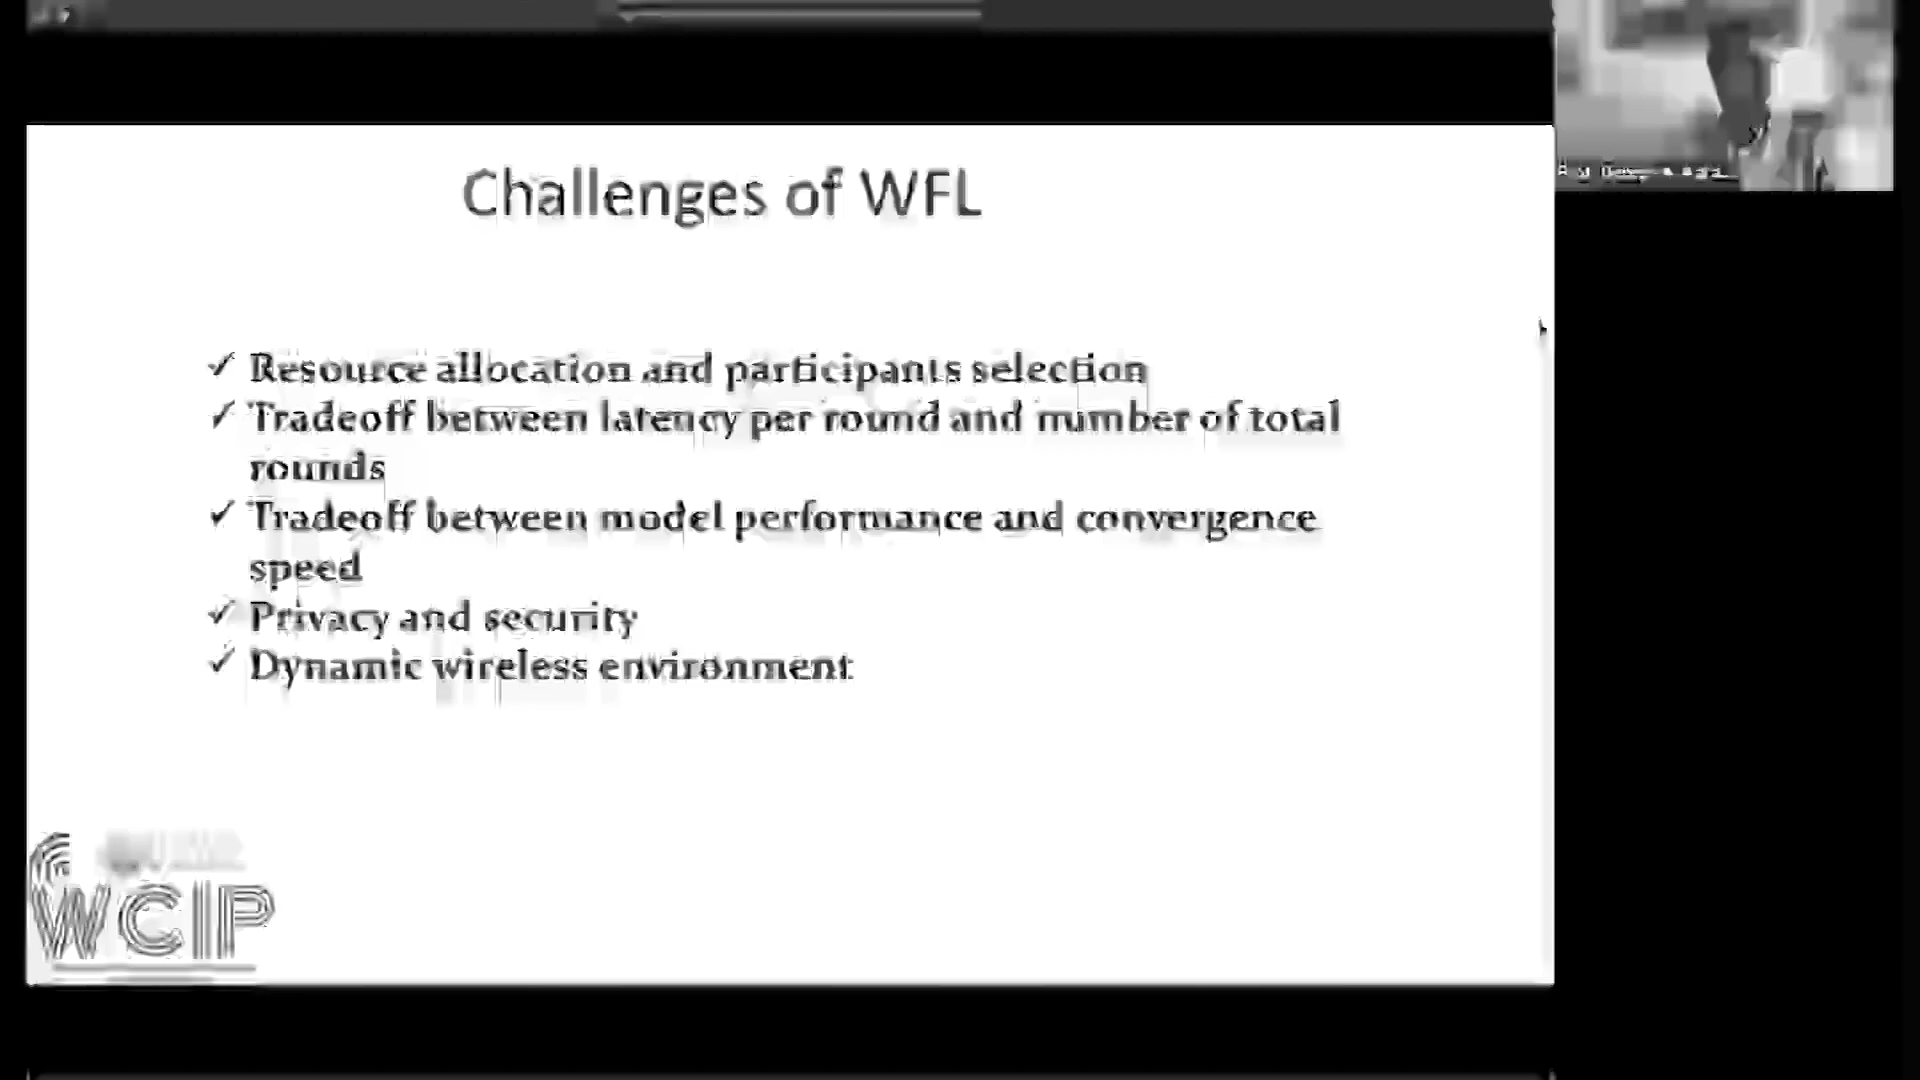 Challenges of WFL
✓ Resource allocation and participants selection
✓ Tradeoff between latency per round and number of total
rounds
✓ Tradeoff between model performance and convergence
speed
✓ Privacy and security
✓ Dynamic wireless environment
WCIP